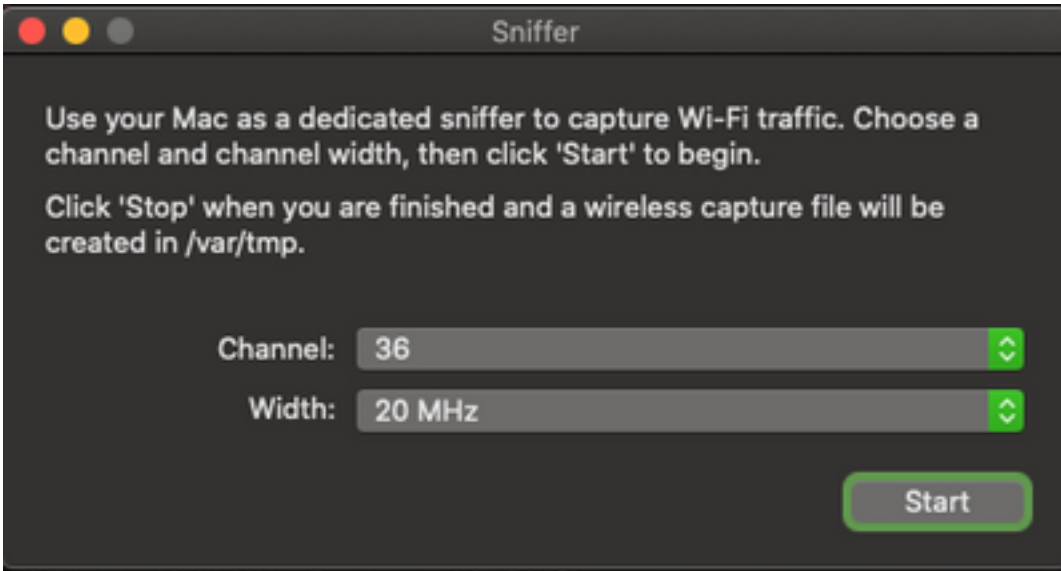 Sniffer
Use your Mac as a dedicated sniffer to capture Wi-Fi traffic. Choose a
channel and channel width, then click 'Start' to begin.
Click 'Stop' when you are finished and a wireless capture file will be
created in /var/tmp.
Channel: 36
Width: 20 MHz
Start